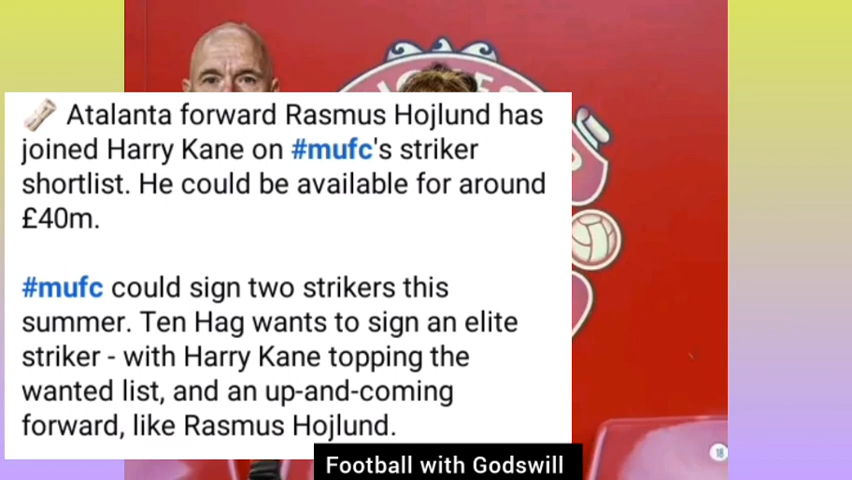 Atalanta forward Rasmus Hojlund has
joined Harry Kane on #mufc's striker
shortlist. He could be available for around
£40m.
#mufc could sign two strikers this
summer. Ten Hag wants to sign an elite
striker - with Harry Kane topping the
wanted list, and an up-and-coming
forward, like Rasmus Hojlund.
Football with Godswill
18